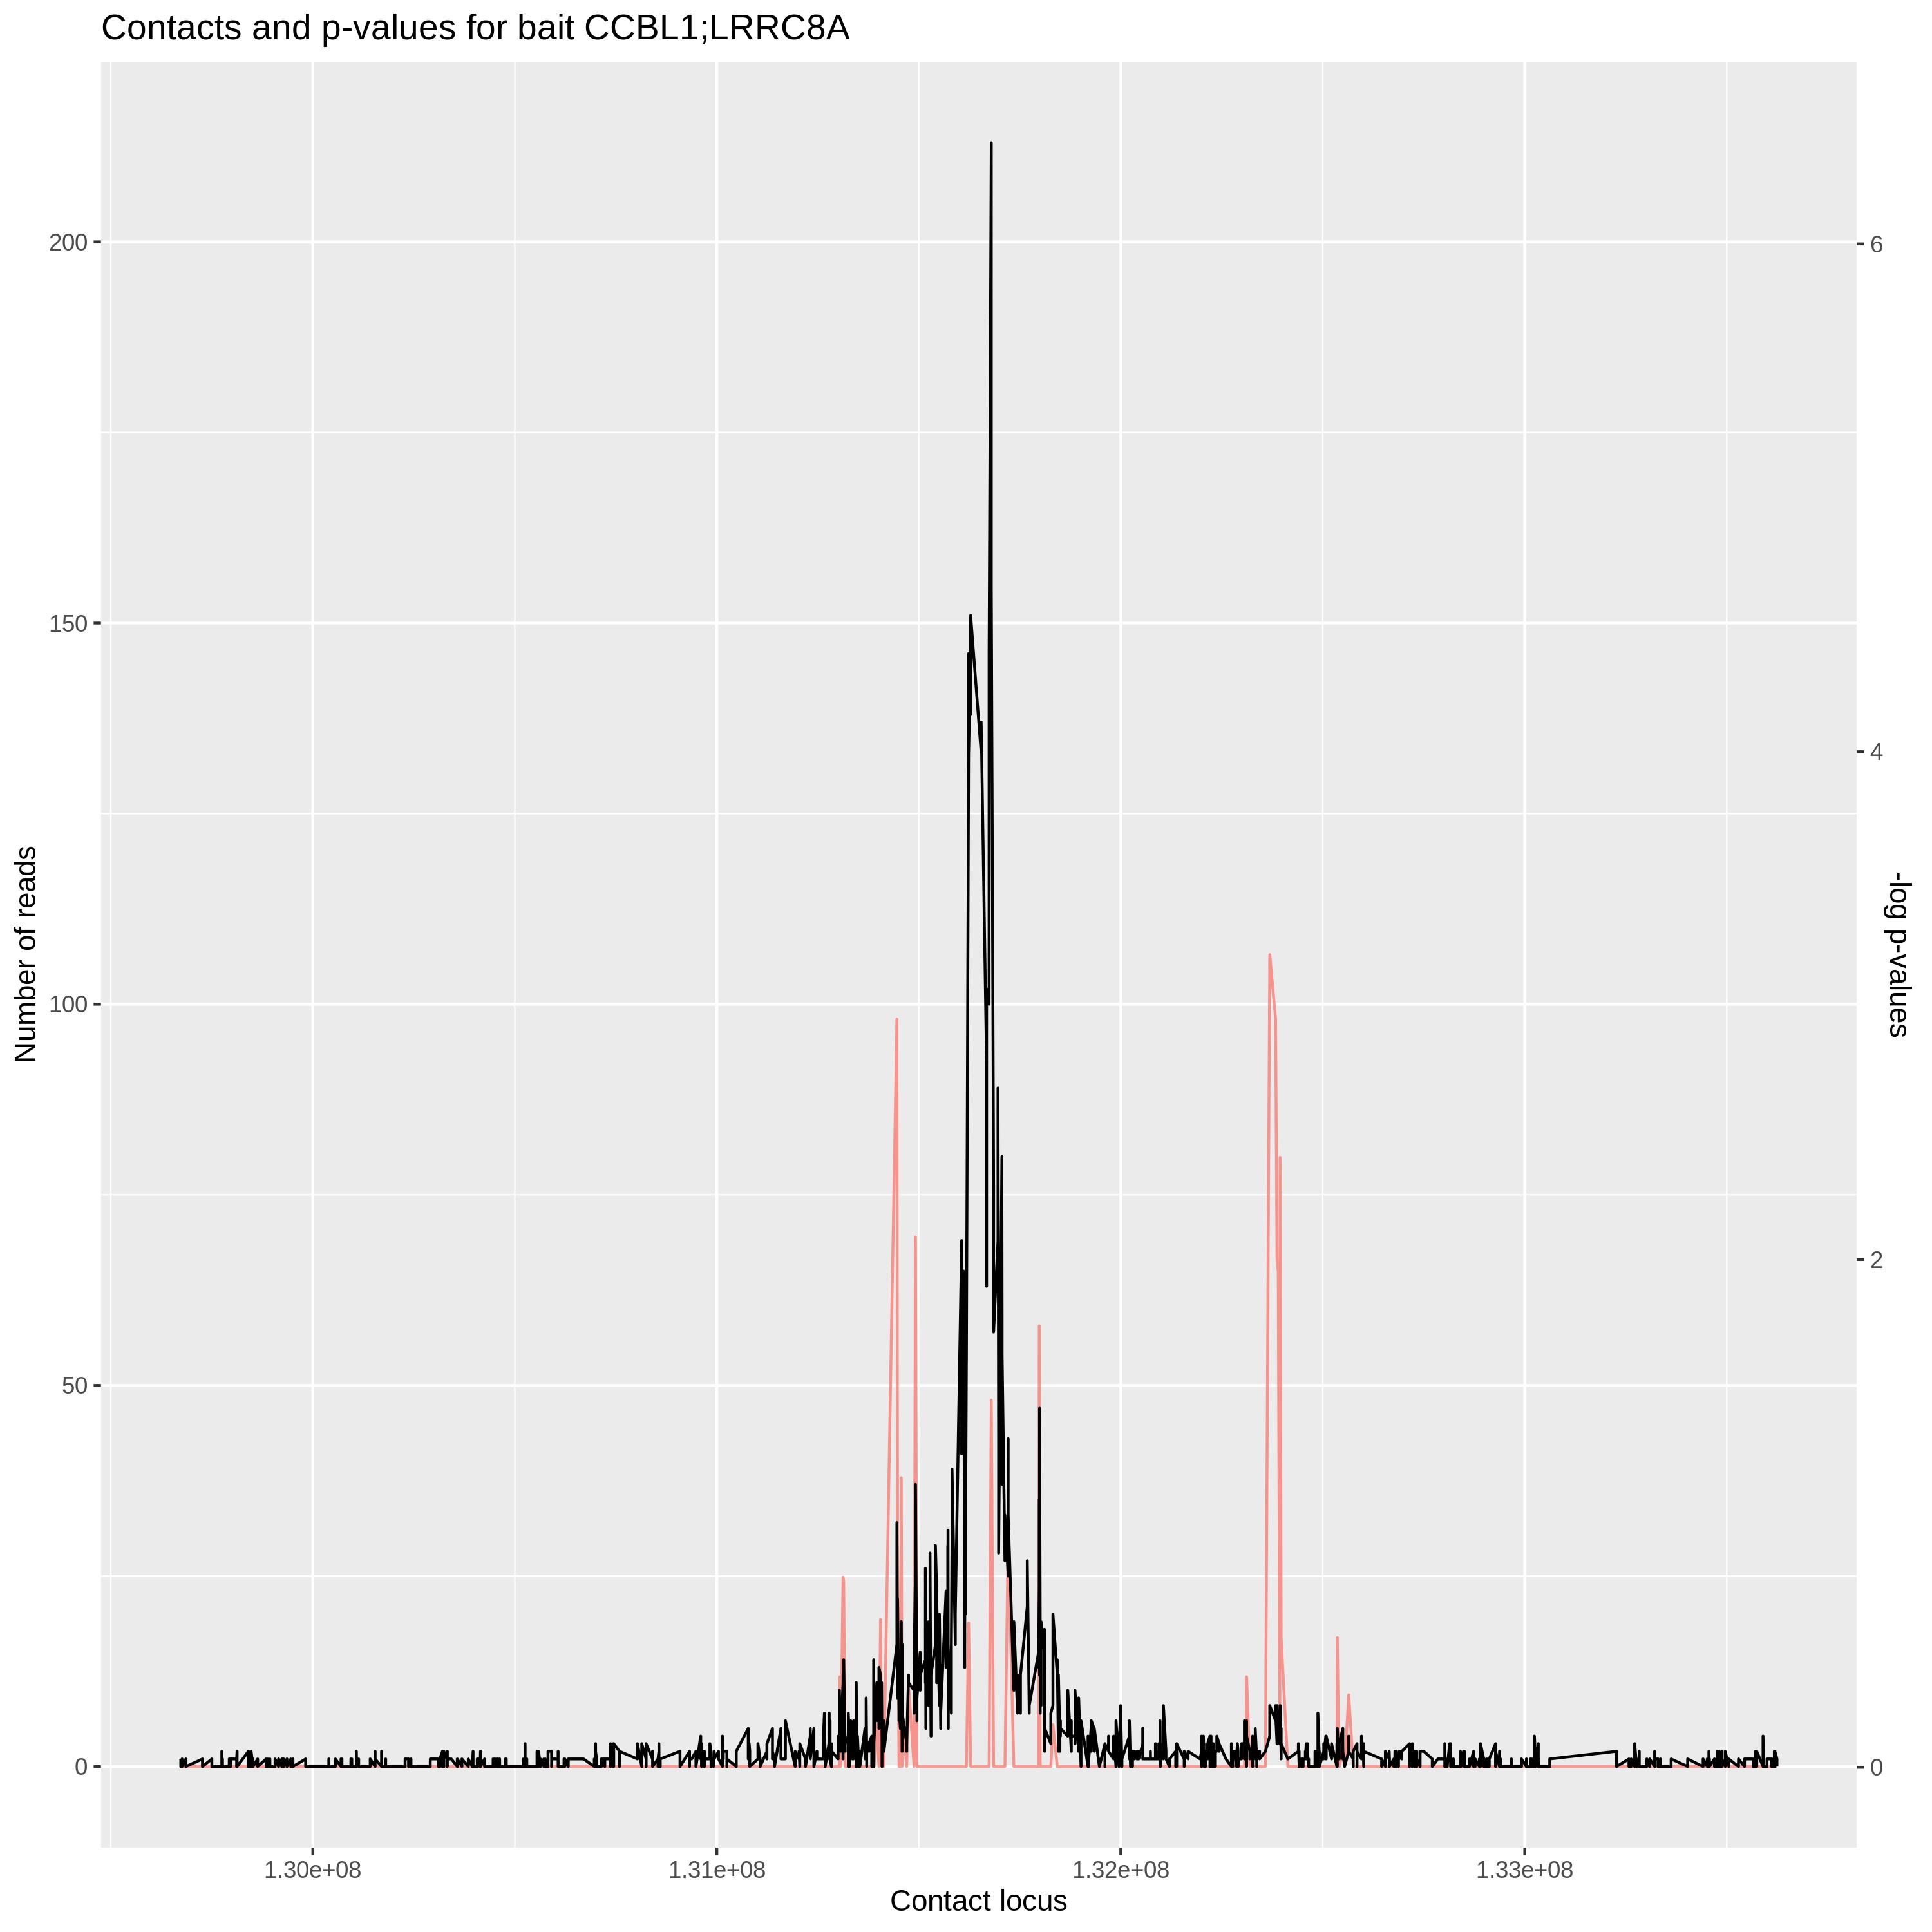 Contacts and p-values for bait CCBL1;LRRC8A
Number of reads
200
150
100
50
0
6
4
2
0
-log p-values
1.30e+08
1.31e+08
1.32e+08
1.33e+08
Contact locus